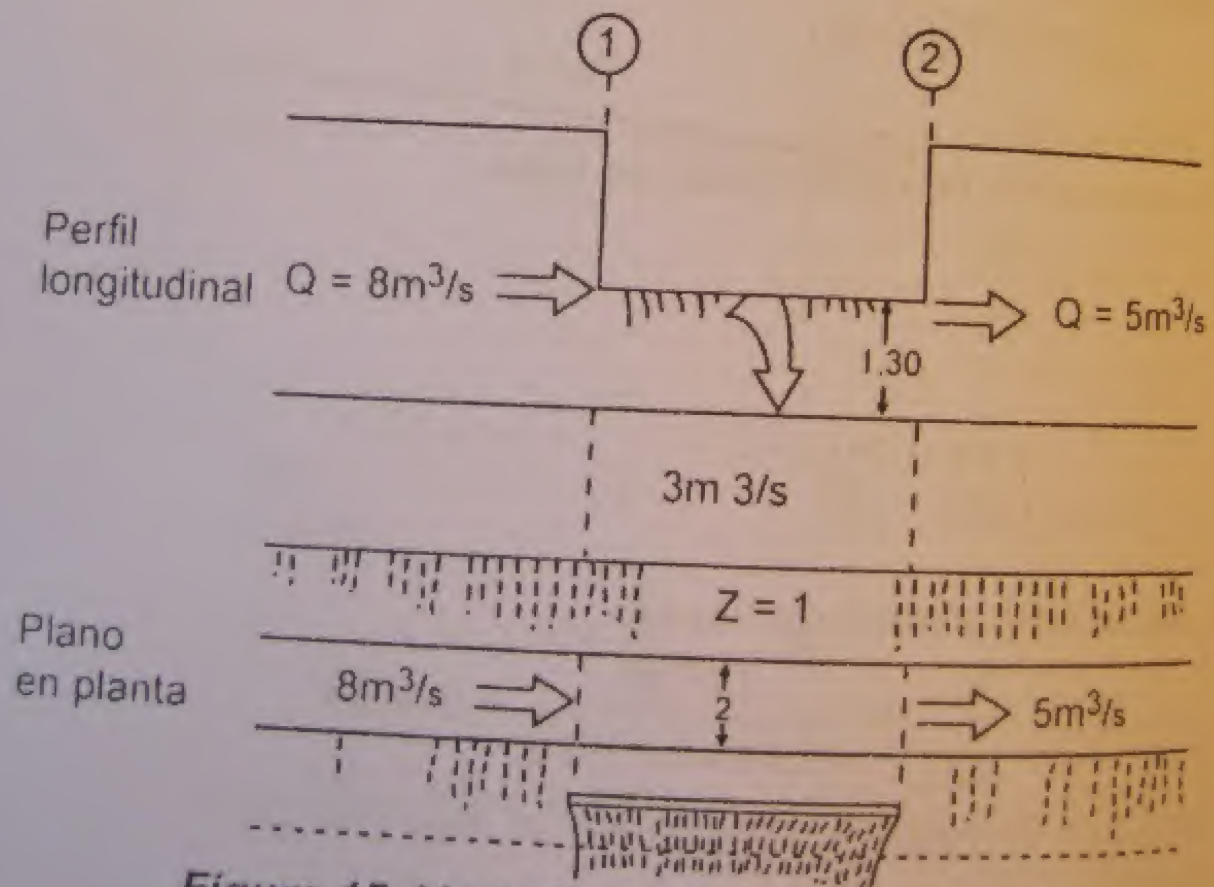 1
2
Perfil
longitudinal
Q = 8m³/s
Q = 5m³/s
1.30
3m 3/s
Z = 1
Plano
en planta
8m³/s
2
5m³/s